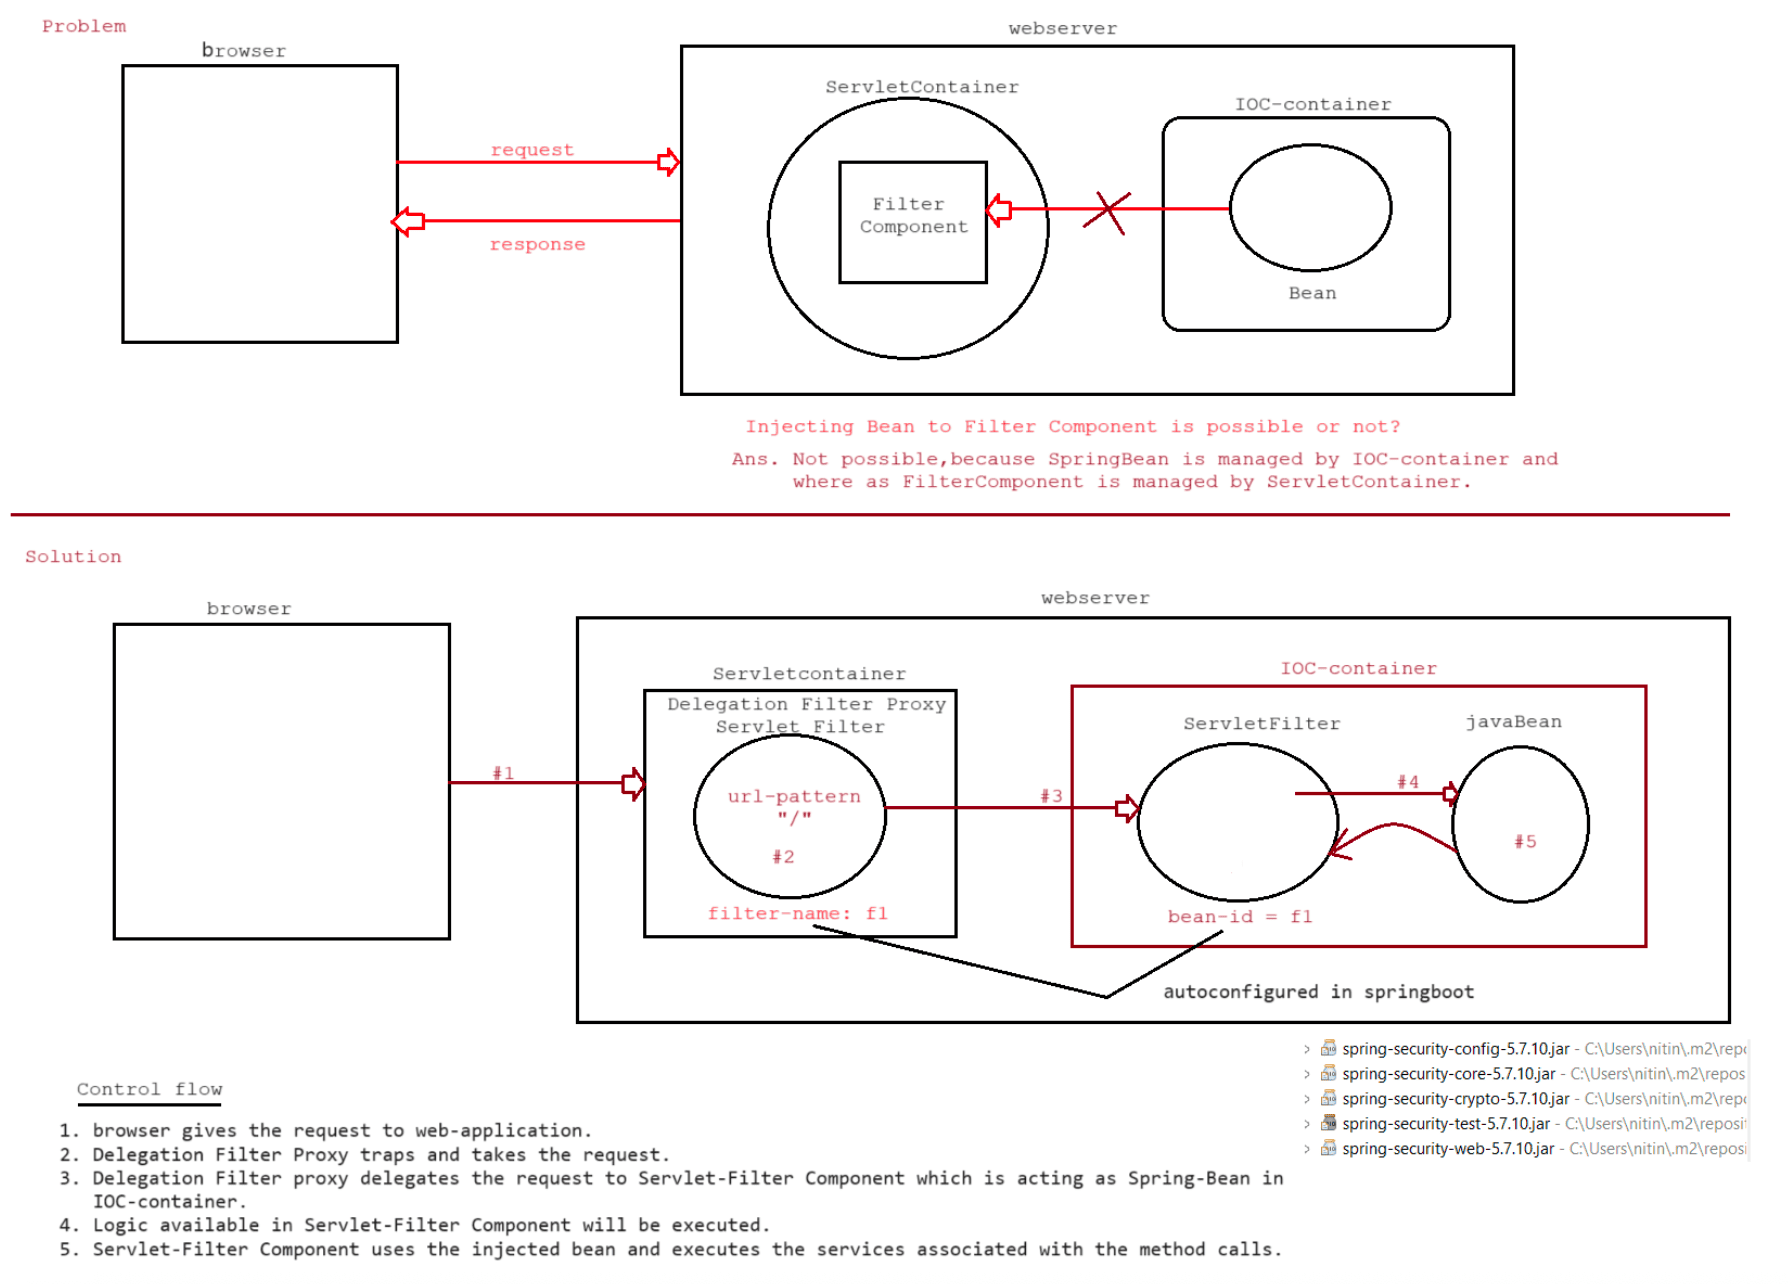 Problem
browser
webserver
ServletContainer
IOC-container
request
Filter
Component
response
Bean
Injecting Bean to Filter Component is possible or not?
Ans. Not possible,because SpringBean is managed by IOC-container and
where as FilterComponent is managed by ServletContainer.
Solution
browser
webserver
Servletcontainer
IOC-container
Delegation Filter Proxy
Servlet Filter
ServletFilter
javaBean
#1
url-pattern
"/"
#2
#3
#4
#5
filter-name: f1
bean-id = f1
autoconfigured in springboot
spring-security-config-5.7.10.jar - C:\Users\nitin\.m2\repo
spring-security-core-5.7.10.jar - C:\Users\nitin\.m2\repos
spring-security-crypto-5.7.10.jar - C:\Users\nitin\.m2\repo
spring-security-test-5.7.10.jar - C:\Users\nitin\.m2\reposit
spring-security-web-5.7.10.jar - C:\Users\nitin\.m2\reposi
Control flow
1. browser gives the request to web-application.
2. Delegation Filter Proxy traps and takes the request.
3. Delegation Filter proxy delegates the request to Servlet-Filter Component which is acting as Spring-Bean in
IOC-container.
4. Logic available in Servlet-Filter Component will be executed.
5. Servlet-Filter Component uses the injected bean and executes the services associated with the method calls.